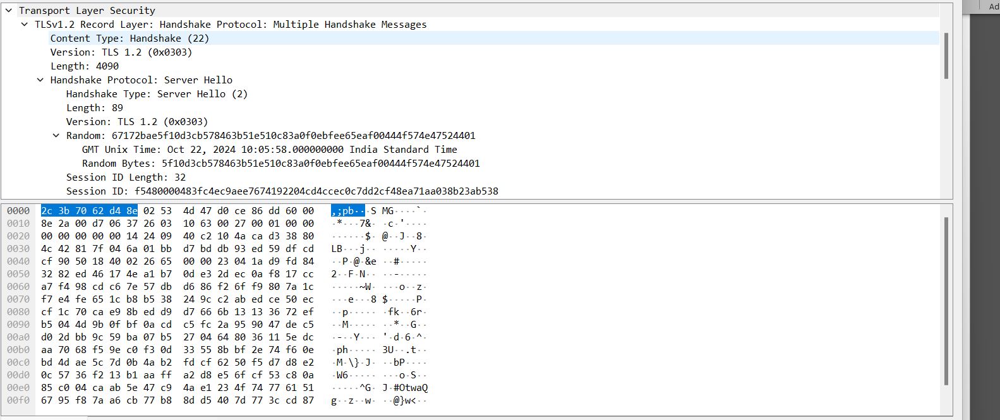 Transport Layer Security
Ad
TLSv1.2 Record Layer: Handshake Protocol: Multiple Handshake Messages
Content Type: Handshake (22)
Version: TLS 1.2 (0x0303)
Length: 4090
Handshake Protocol: Server Hello
Handshake Type: Server Hello (2)
Length: 89
Version: TLS 1.2 (0x0303)
Random: 67172bae5f10d3cb578463b51e510c83a0f0ebfee65eaf00444f574e47524401
GMT Unix Time: Oct 22, 2024 10:05:58.000000000 India Standard Time
Random Bytes: 5f10d3cb578463b51e510c83a0f0ebfee65eaf00444f574e47524401
Session ID Length: 32
Session ID: f5480000483fc4ec9aee7674192204cd4ccec0c7dd2cf48ea71aa038b23ab538
0000 2c 3b 70 62 d4 8e 02 53 4d 47 d0 ce 86 dd 60 00 ,;pb···S MG····`·
0010 8e 2a 00 d7 06 37 26 03 10 63 00 27 00 01 00 00 ·*···7&· ·c·'····
0020 00 00 00 00 00 14 24 09 40 c2 10 4a ca d3 38 80 ······$· @··J··8·
0030 4c 42 81 7f 04 6a 01 bb d7 bd db 93 ed 59 df cd LB···j·· ·····Y··
0040 cf 90 50 18 40 02 26 65 00 00 23 04 1a d9 fd 84 ··P·@·&e ··#·····
0050 32 82 ed 46 17 4e a1 b7 0d e3 2d ec 0a f8 17 cc 2··F·N·· ··-·····
0060 a7 f4 98 cd c6 7e 57 db d6 86 f2 6f f9 80 7a 1c ·····~W· ···o··z·
0070 f7 e4 fe 65 1c b8 b5 38 24 9c c2 ab ed ce 50 ec ···e···8 $·····P·
0080 cf 1c 70 ca e9 8b ed d9 d7 66 6b 13 13 36 72 ef ··p····· ·fk··6r·
0090 b5 04 4d 9b 0f bf 0a cd c5 fc 2a 95 90 47 de c5 ··M····· ··*··G··
00a0 d0 2d bb 9c 59 ba 07 b5 27 04 64 80 36 11 5e dc ·-··Y··· '·d·6·^·
00b0 aa 70 68 f5 9e c0 f3 0d 33 55 8b bf 2e 74 f6 0e ·ph····· 3U··.t··
00c0 bd 4d ae 5c 7d 0b 4a b2 fd cf 62 50 f5 d7 d8 e2 ·M·\}·J· ··bP····
00d0 0c 57 36 f2 13 b1 aa ff a2 d8 e5 6f cf 53 c8 0a ·W6····· ···o·S··
00e0 85 c0 04 ca ab 5e 47 c9 4a e1 23 4f 74 77 61 51 ·····^G· J·#OtwaQ
00f0 67 95 f8 7a a6 cb 77 b8 8d d5 40 7d 77 3c cd 87 g··z··w· ··@}w<··